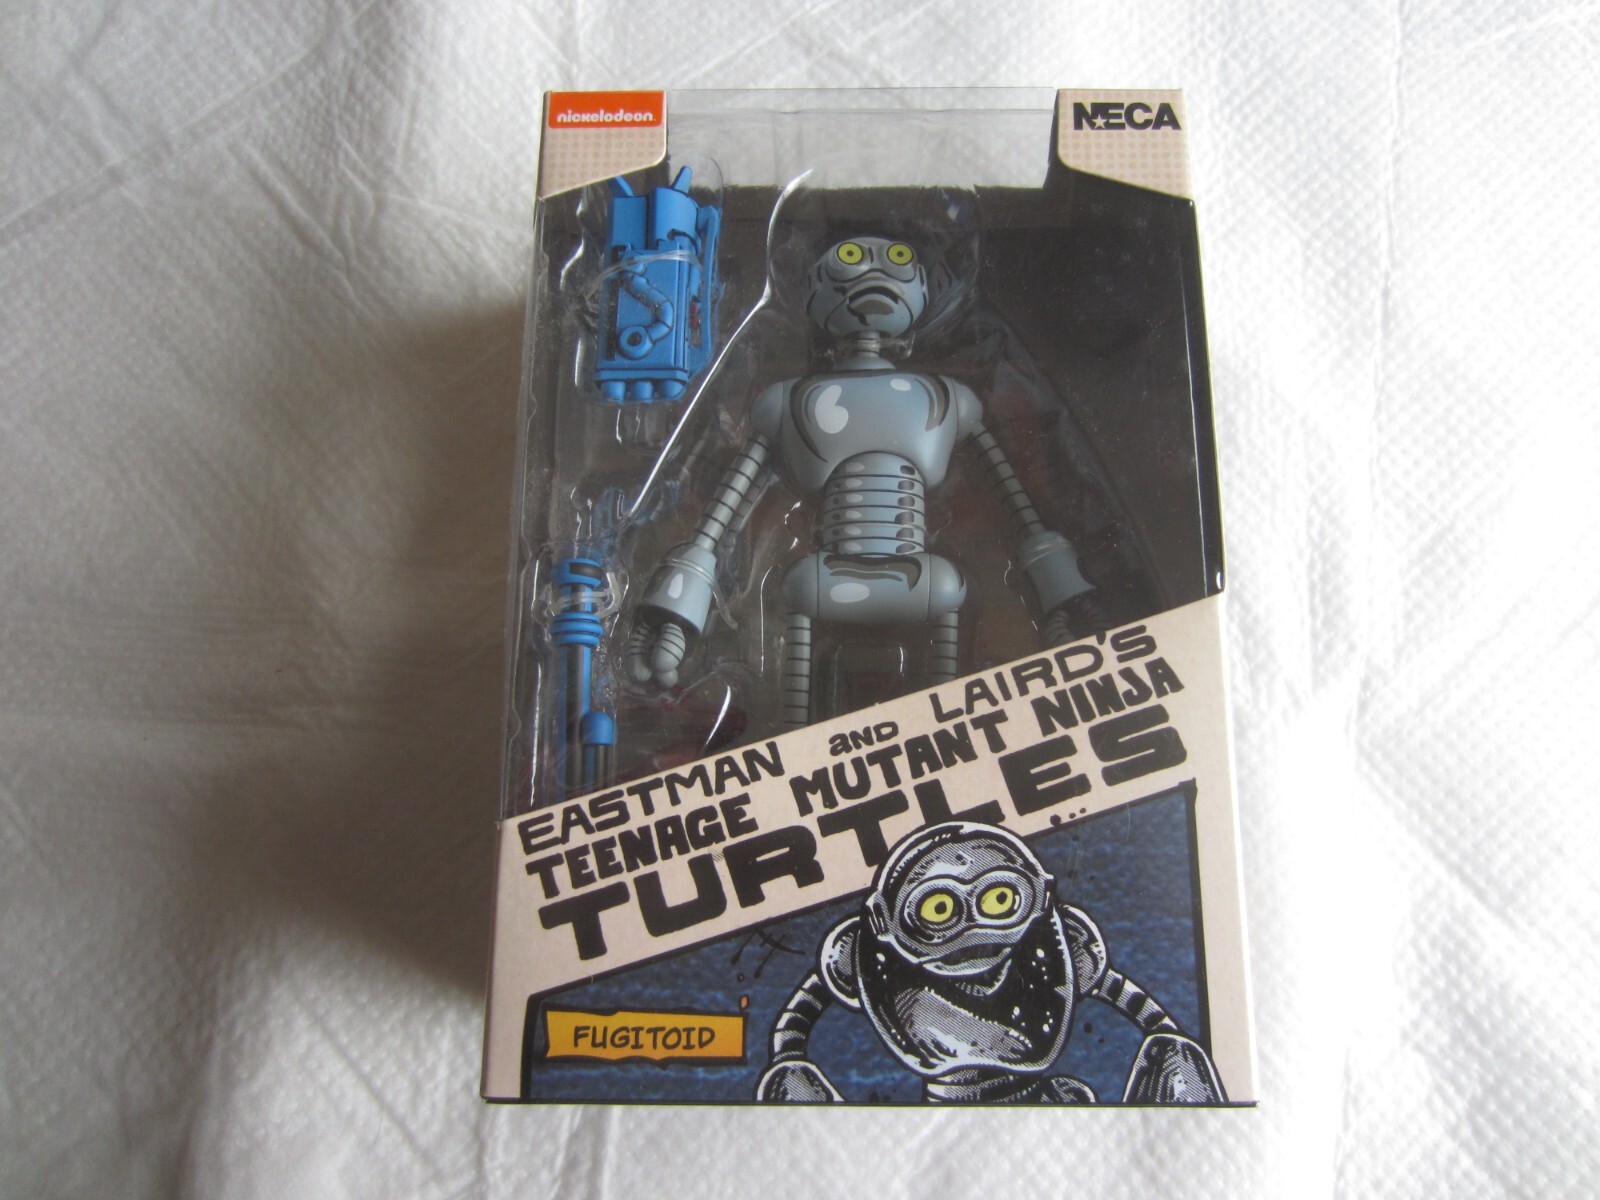 nickelodeon
NECA
EASTMAN AND LAIRD'S
TEENAGE MUTANT NINJA
TURTLES
FUGITOID